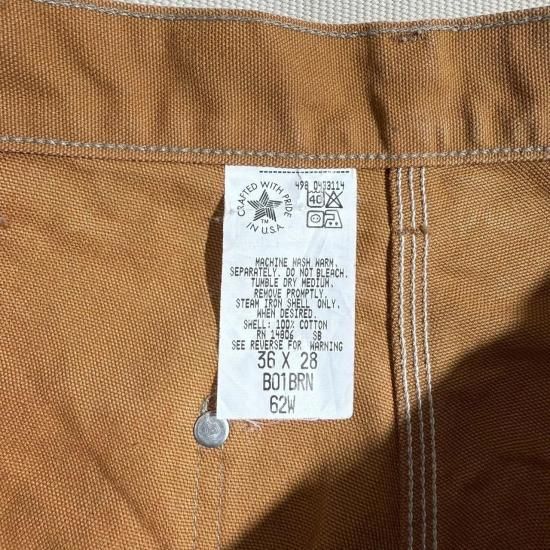 498 0433114
CRAFTED WITH PRIDE
IN U.S.A.
TM
40
MACHINE WASH WARM,
SEPARATELY. DO NOT BLEACH.
TUMBLE DRY MEDIUM.
REMOVE PROMPTLY.
STEAM IRON SHELL ONLY,
WHEN DESIRED.
SHELL: 100% COTTON
RN 14806 SB
SEE REVERSE FOR WARNING
36 X 28
B01BRN
62W